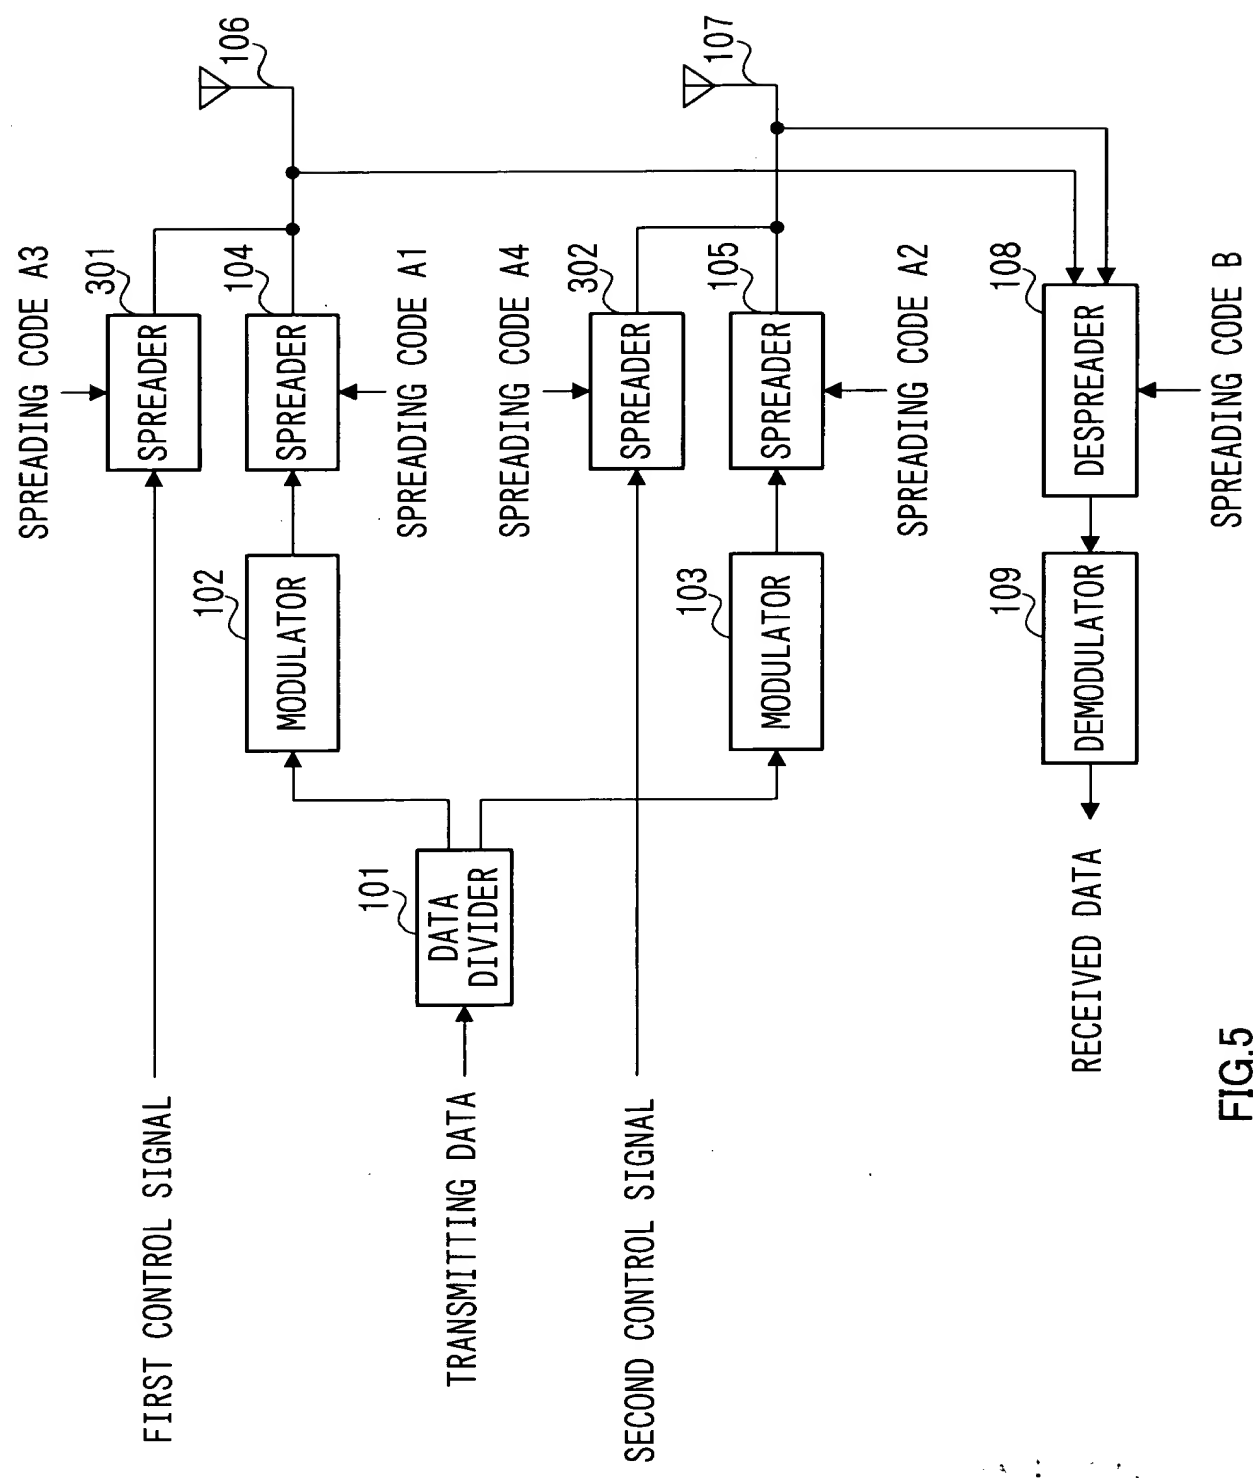 FIRST CONTROL SIGNAL
SPREADING CODE A3
301
SPREADER
106
102
MODULATOR
104
SPREADER
SPREADING CODE A1
TRANSMITTING DATA
101
DATA
DIVIDER
SECOND CONTROL SIGNAL
SPREADING CODE A4
302
SPREADER
107
103
MODULATOR
105
SPREADER
SPREADING CODE A2
RECEIVED DATA
109
DEMODULATOR
108
DESPREADER
SPREADING CODE B
FIG.5